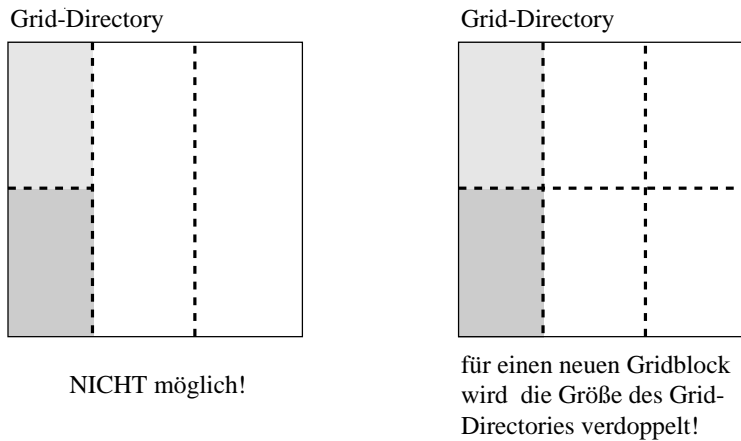 Grid-Directory
Grid-Directory
NICHT möglich!
für einen neuen Gridblock
wird die Größe des Grid-
Directories verdoppelt!